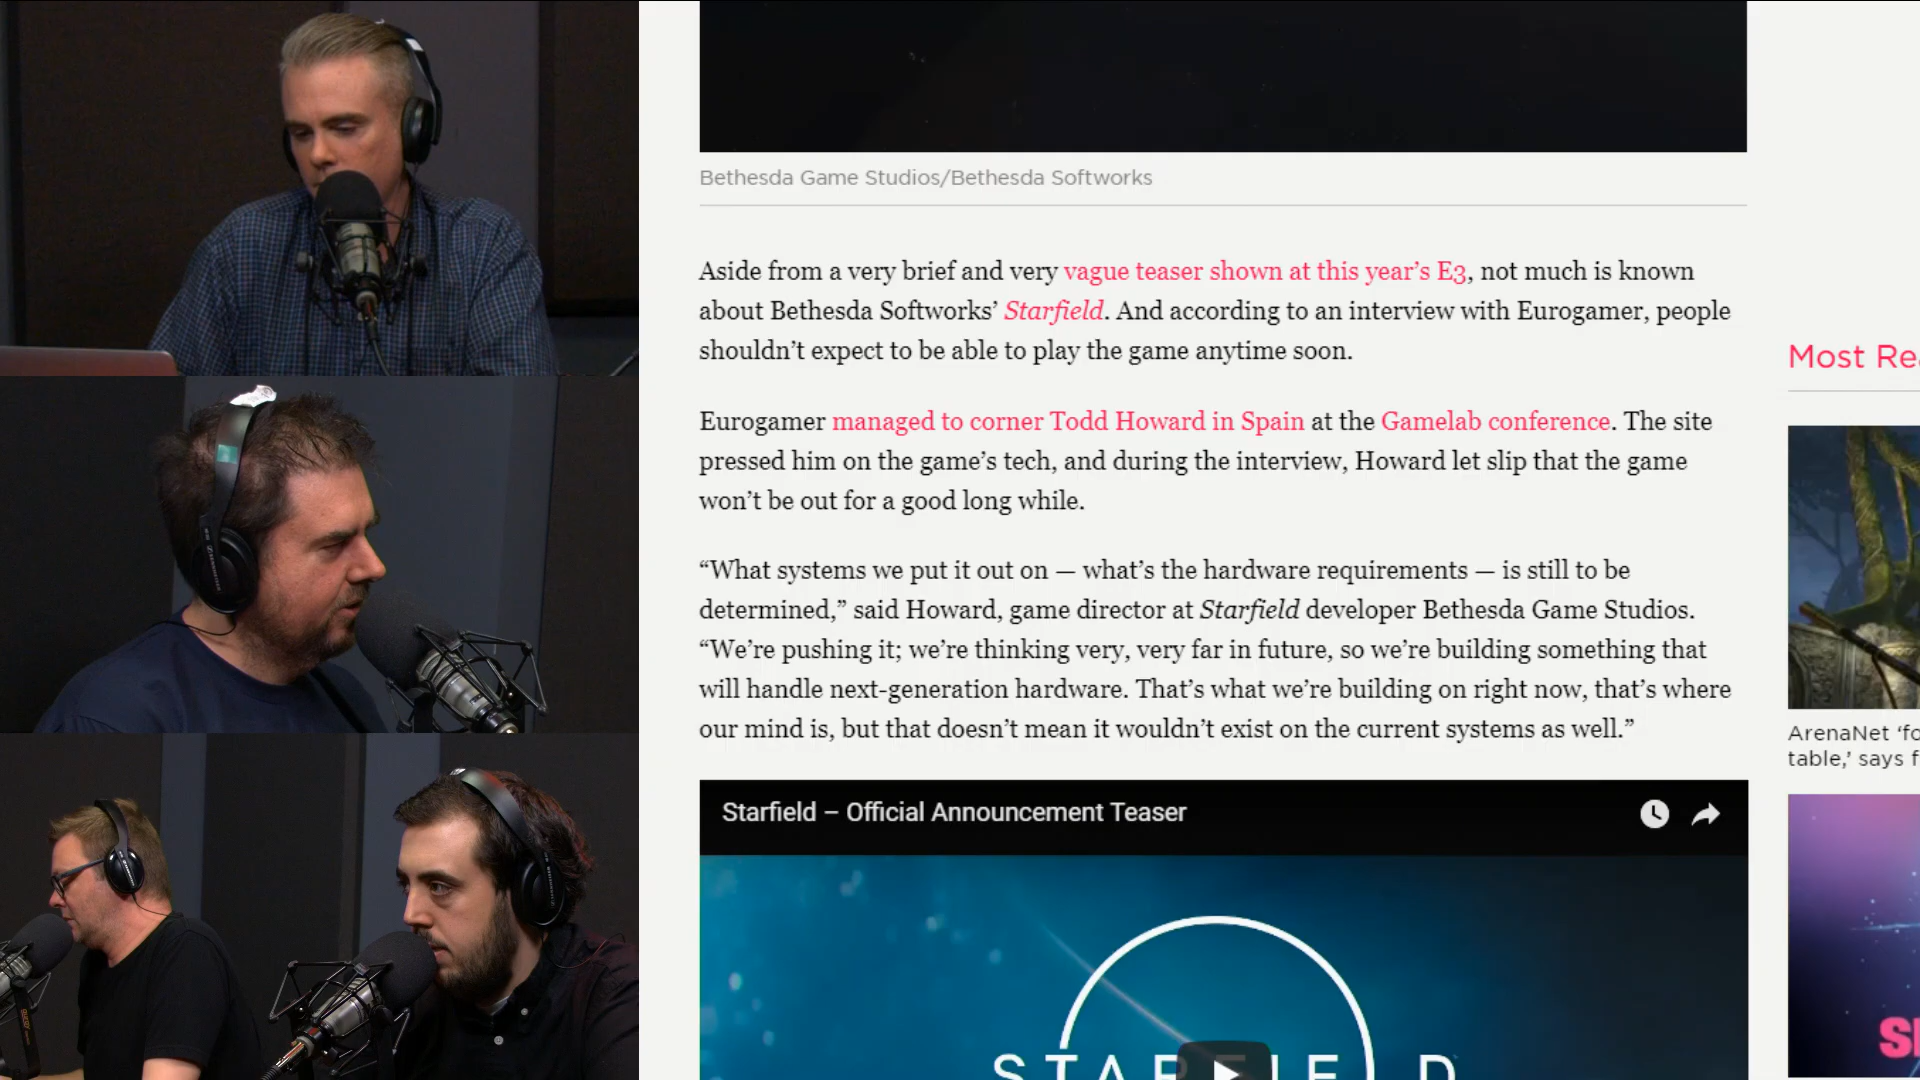 Bethesda Game Studios/Bethesda Softworks
Aside from a very brief and very vague teaser shown at this year’s E3, not much is known
about Bethesda Softworks’ Starfield. And according to an interview with Eurogamer, people
shouldn’t expect to be able to play the game anytime soon.
Eurogamer managed to corner Todd Howard in Spain at the Gamelab conference. The site
pressed him on the game’s tech, and during the interview, Howard let slip that the game
won’t be out for a good long while.
“What systems we put it out on — what’s the hardware requirements — is still to be
determined,” said Howard, game director at Starfield developer Bethesda Game Studios.
“We’re pushing it; we’re thinking very, very far in future, so we’re building something that
will handle next-generation hardware. That’s what we’re building on right now, that’s where
our mind is, but that doesn’t mean it wouldn’t exist on the current systems as well.”
Starfield – Official Announcement Teaser
STARFIELD
Most Rea
ArenaNet ‘fo
table,’ says f